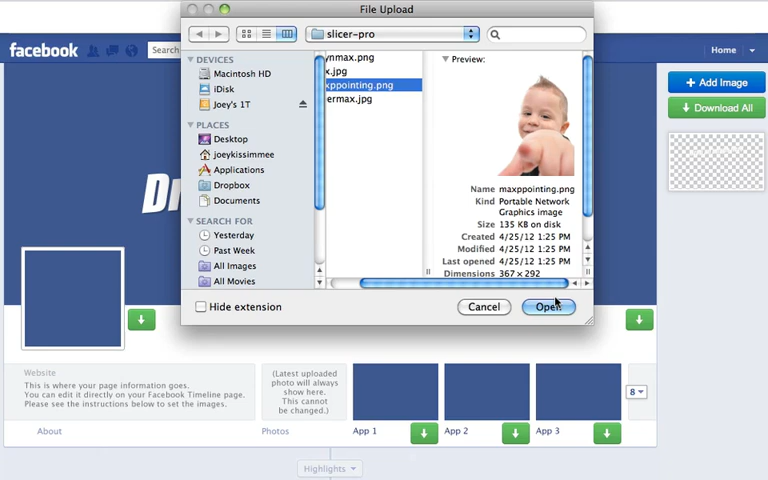 File Upload
slicer-pro
facebook
Search
Home
Add Image
Download All
DEVICES
Macintosh HD
iDisk
Joey's 1T
PLACES
Desktop
joeykissimmee
Applications
Dropbox
Documents
SEARCH FOR
Yesterday
Past Week
All Images
All Movies
ynmax.png
x.jpg
xppointing.png
ermax.jpg
Preview:
Name maxppointing.png
Kind Portable Network
Graphics image
Size 135 KB on disk
Created 4/25/12 1:25 PM
Modified 4/25/12 1:25 PM
Last opened 4/25/12 1:25 PM
Dimensions 367 × 292
Hide extension
Cancel
Open
Website
This is where your page information goes.
You can edit it directly on your Facebook Timeline page.
Please see the instructions below to set the images.
(Latest uploaded
photo will always
show here.
This cannot
be changed.)
8
About
Photos
App 1
App 2
App 3
Highlights